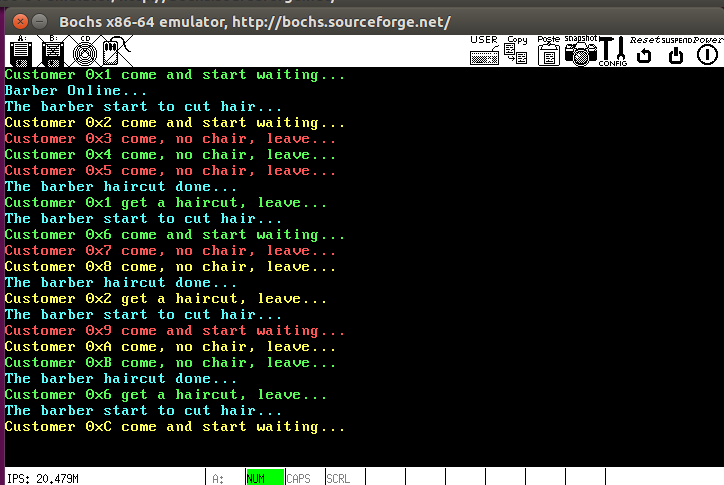 Bochs x86-64 emulator, http://bochs.sourceforge.net/
A: B: CD USER Copy Paste snapshot CONFIG Reset SUSPEND Power
Customer 0x1 come and start waiting...
Barber Online...
The barber start to cut hair...
Customer 0x2 come and start waiting...
Customer 0x3 come, no chair, leave...
Customer 0x4 come, no chair, leave...
Customer 0x5 come, no chair, leave...
The barber haircut done...
Customer 0x1 get a haircut, leave...
The barber start to cut hair...
Customer 0x6 come and start waiting...
Customer 0x7 come, no chair, leave...
Customer 0x8 come, no chair, leave...
The barber haircut done...
Customer 0x2 get a haircut, leave...
The barber start to cut hair...
Customer 0x9 come and start waiting...
Customer 0xA come, no chair, leave...
Customer 0xB come, no chair, leave...
The barber haircut done...
Customer 0x6 get a haircut, leave...
The barber start to cut hair...
Customer 0xC come and start waiting...
IPS: 20.479M A: NUM CAPS SCRL